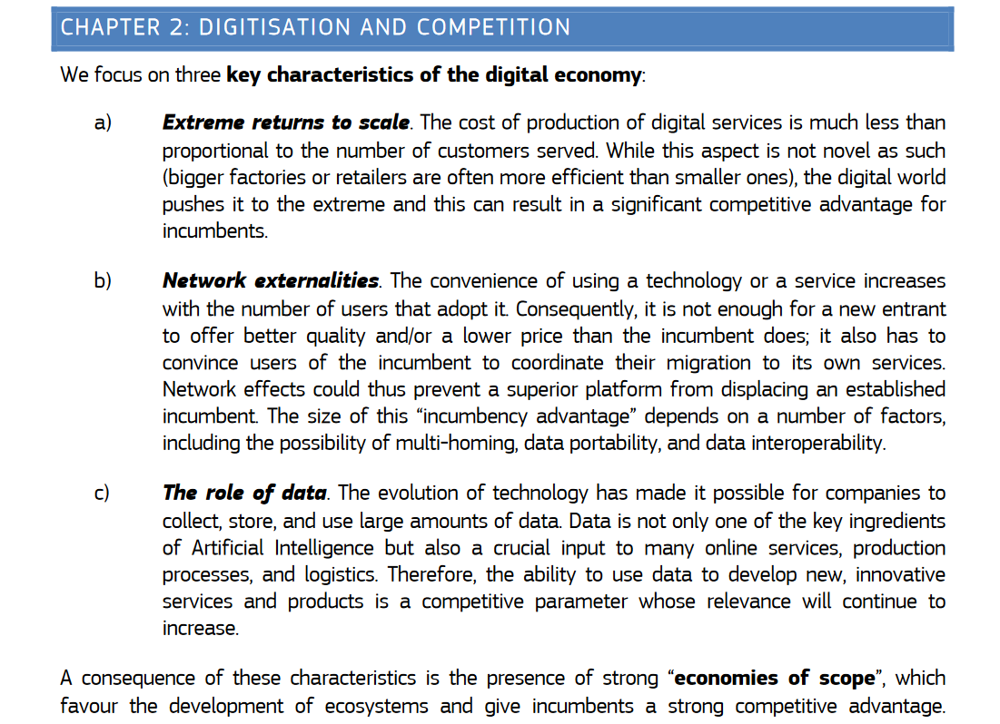 CHAPTER 2: DIGITISATION AND COMPETITION
We focus on three key characteristics of the digital economy:
a) Extreme returns to scale. The cost of production of digital services is much less than
proportional to the number of customers served. While this aspect is not novel as such
(bigger factories or retailers are often more efficient than smaller ones), the digital world
pushes it to the extreme and this can result in a significant competitive advantage for
incumbents.
b) Network externalities. The convenience of using a technology or a service increases
with the number of users that adopt it. Consequently, it is not enough for a new entrant
to offer better quality and/or a lower price than the incumbent does; it also has to
convince users of the incumbent to coordinate their migration to its own services.
Network effects could thus prevent a superior platform from displacing an established
incumbent. The size of this “incumbency advantage” depends on a number of factors,
including the possibility of multi-homing, data portability, and data interoperability.
c) The role of data. The evolution of technology has made it possible for companies to
collect, store, and use large amounts of data. Data is not only one of the key ingredients
of Artificial Intelligence but also a crucial input to many online services, production
processes, and logistics. Therefore, the ability to use data to develop new, innovative
services and products is a competitive parameter whose relevance will continue to
increase.
A consequence of these characteristics is the presence of strong “economies of scope”, which
favour the development of ecosystems and give incumbents a strong competitive advantage.